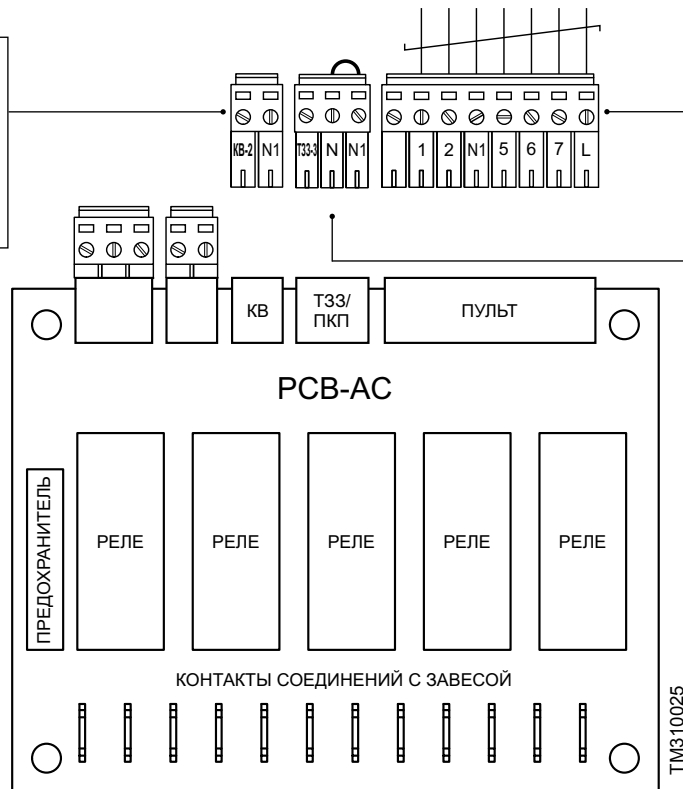 КВ-2 N1 ТЗЗ-3 N N1 1 2 N1 5 6 7 L
КВ ТЗЗ/ПКП ПУЛЬТ
PCB-AC
ПРЕДОХРАНИТЕЛЬ
РЕЛЕ РЕЛЕ РЕЛЕ РЕЛЕ РЕЛЕ
КОНТАКТЫ СОЕДИНЕНИЙ С ЗАВЕСОЙ
TM310025